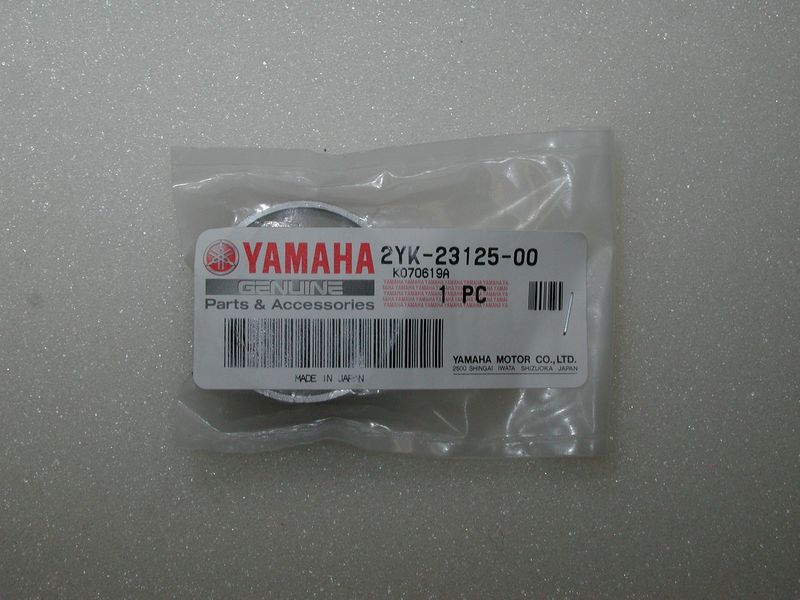 YAMAHA
GENUINE
Parts & Accessories
2YK-23125-00
K070619A
1 PC
MADE IN JAPAN
YAMAHA MOTOR CO.,LTD.
2500 SHINGAI IWATA SHIZUOKA JAPAN